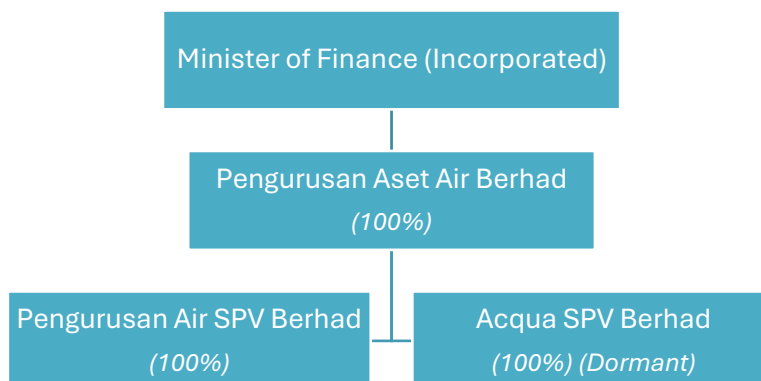 Minister of Finance (Incorporated)
Pengurusan Aset Air Berhad
(100%)
Pengurusan Air SPV Berhad
(100%)
Acqua SPV Berhad
(100%) (Dormant)